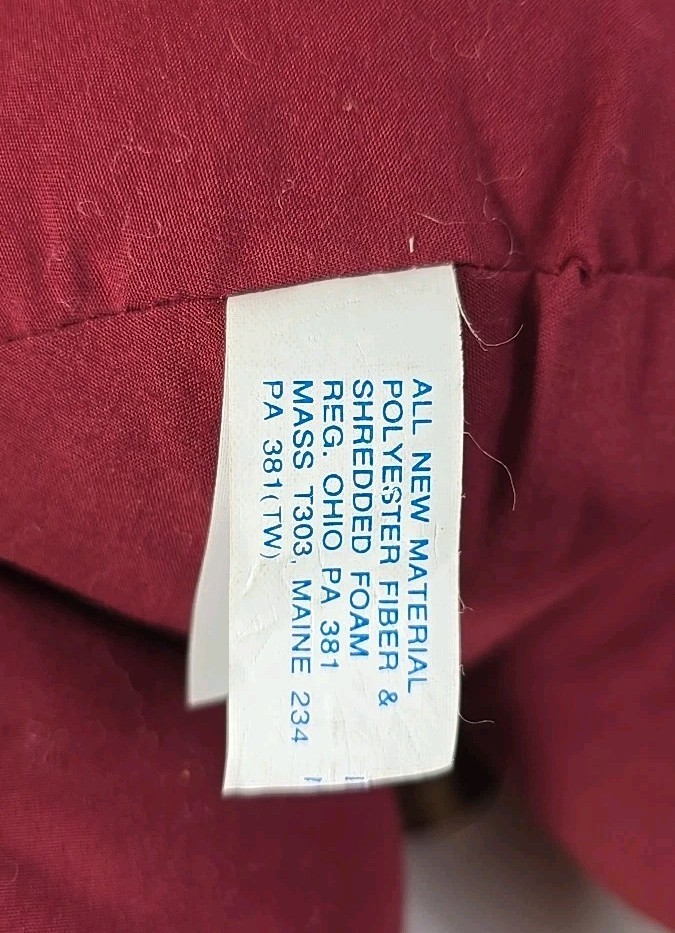 ALL NEW MATERIAL
POLYESTER FIBER &
SHREDDED FOAM
REG. OHIO PA 381
MASS T303, MAINE 234
PA 381(TW)